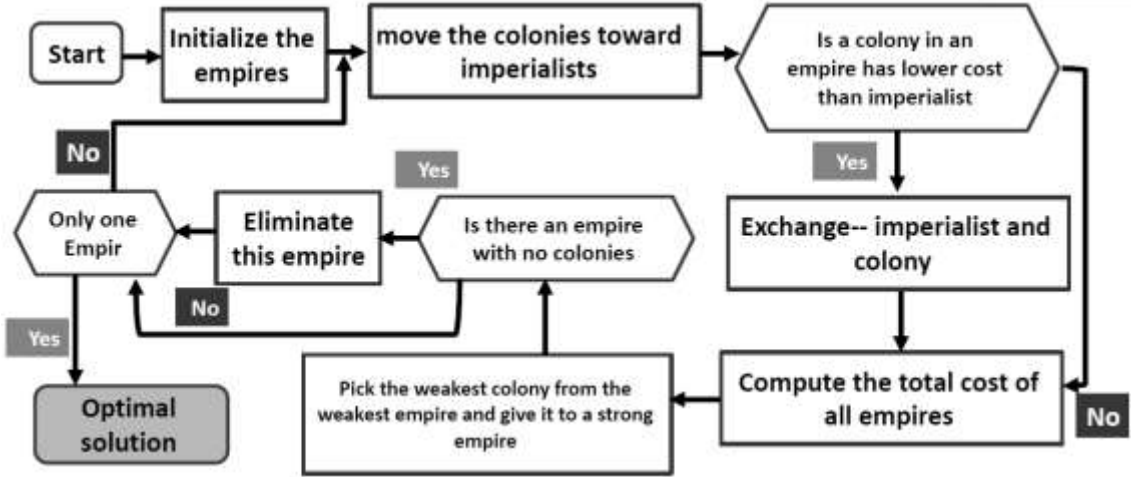 Start
Initialize the
empires
move the colonies toward
imperialists
Is a colony in an
empire has lower cost
than imperialist
No
Yes
Yes
Only one
Empir
Eliminate
this empire
Is there an empire
with no colonies
Exchange-- imperialist and
colony
No
Yes
Optimal
solution
Pick the weakest colony from the
weakest empire and give it to a strong
empire
Compute the total cost of
all empires
No